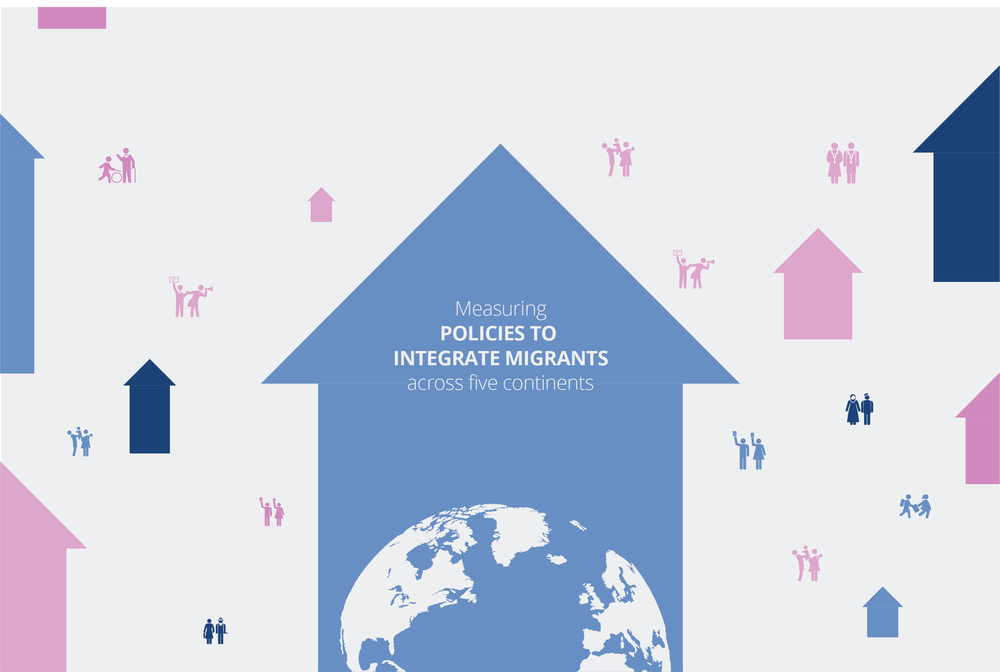 Measuring
POLICIES TO
INTEGRATE MIGRANTS
across five continents